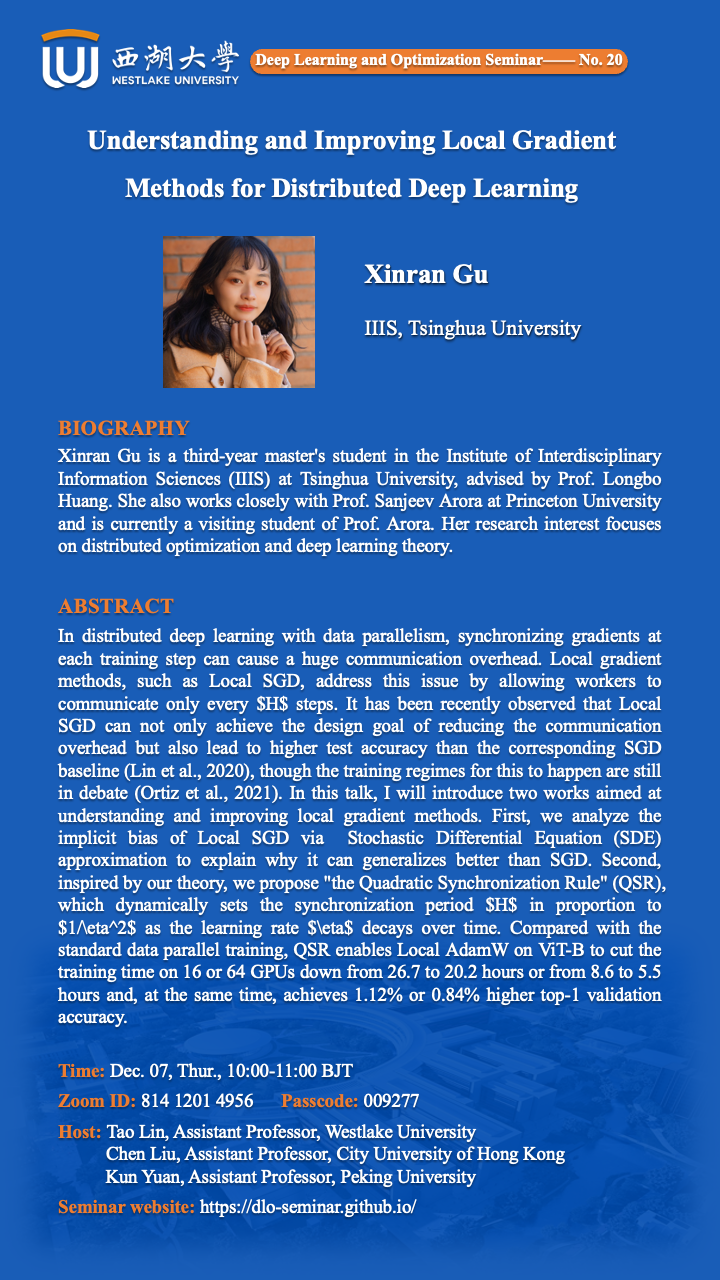 西湖大學
WESTLAKE UNIVERSITY
Deep Learning and Optimization Seminar—— No. 20
Understanding and Improving Local Gradient
Methods for Distributed Deep Learning
Xinran Gu
IIIS, Tsinghua University
BIOGRAPHY
Xinran Gu is a third-year master's student in the Institute of Interdisciplinary
Information Sciences (IIIS) at Tsinghua University, advised by Prof. Longbo
Huang. She also works closely with Prof. Sanjeev Arora at Princeton University
and is currently a visiting student of Prof. Arora. Her research interest focuses
on distributed optimization and deep learning theory.
ABSTRACT
In distributed deep learning with data parallelism, synchronizing gradients at
each training step can cause a huge communication overhead. Local gradient
methods, such as Local SGD, address this issue by allowing workers to
communicate only every $H$ steps. It has been recently observed that Local
SGD can not only achieve the design goal of reducing the communication
overhead but also lead to higher test accuracy than the corresponding SGD
baseline (Lin et al., 2020), though the training regimes for this to happen are still
in debate (Ortiz et al., 2021). In this talk, I will introduce two works aimed at
understanding and improving local gradient methods. First, we analyze the
implicit bias of Local SGD via Stochastic Differential Equation (SDE)
approximation to explain why it can generalizes better than SGD. Second,
inspired by our theory, we propose "the Quadratic Synchronization Rule" (QSR),
which dynamically sets the synchronization period $H$ in proportion to
$1/\eta^2$ as the learning rate $\eta$ decays over time. Compared with the
standard data parallel training, QSR enables Local AdamW on ViT-B to cut the
training time on 16 or 64 GPUs down from 26.7 to 20.2 hours or from 8.6 to 5.5
hours and, at the same time, achieves 1.12% or 0.84% higher top-1 validation
accuracy.
Time: Dec. 07, Thur., 10:00-11:00 BJT
Zoom ID: 814 1201 4956 Passcode: 009277
Host: Tao Lin, Assistant Professor, Westlake University
Chen Liu, Assistant Professor, City University of Hong Kong
Kun Yuan, Assistant Professor, Peking University
Seminar website: https://dlo-seminar.github.io/